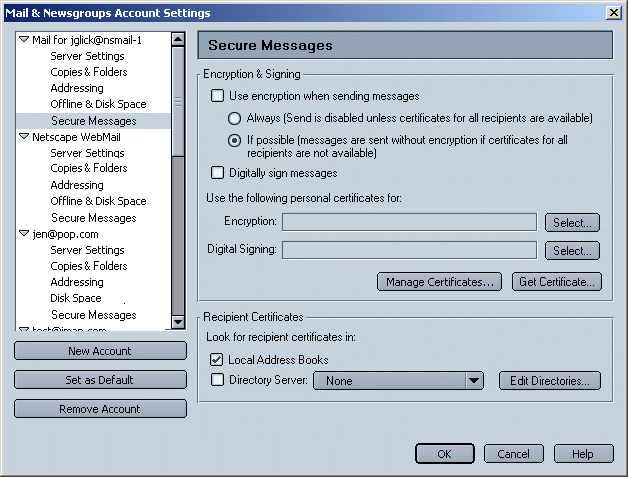 Mail & Newsgroups Account Settings
Mail for jglick@nsmail-1
Server Settings
Copies & Folders
Addressing
Offline & Disk Space
Secure Messages
Netscape WebMail
Server Settings
Copies & Folders
Addressing
Offline & Disk Space
Secure Messages
jen@pop.com
Server Settings
Copies & Folders
Addressing
Disk Space
Secure Messages
test@imap.com
New Account
Set as Default
Remove Account
Secure Messages
Encryption & Signing
Use encryption when sending messages
Always (Send is disabled unless certificates for all recipients are available)
If possible (messages are sent without encryption if certificates for all
recipients are not available)
Digitally sign messages
Use the following personal certificates for:
Encryption: Select...
Digital Signing: Select...
Manage Certificates... Get Certificate...
Recipient Certificates
Look for recipient certificates in:
Local Address Books
Directory Server: None Edit Directories...
OK Cancel Help